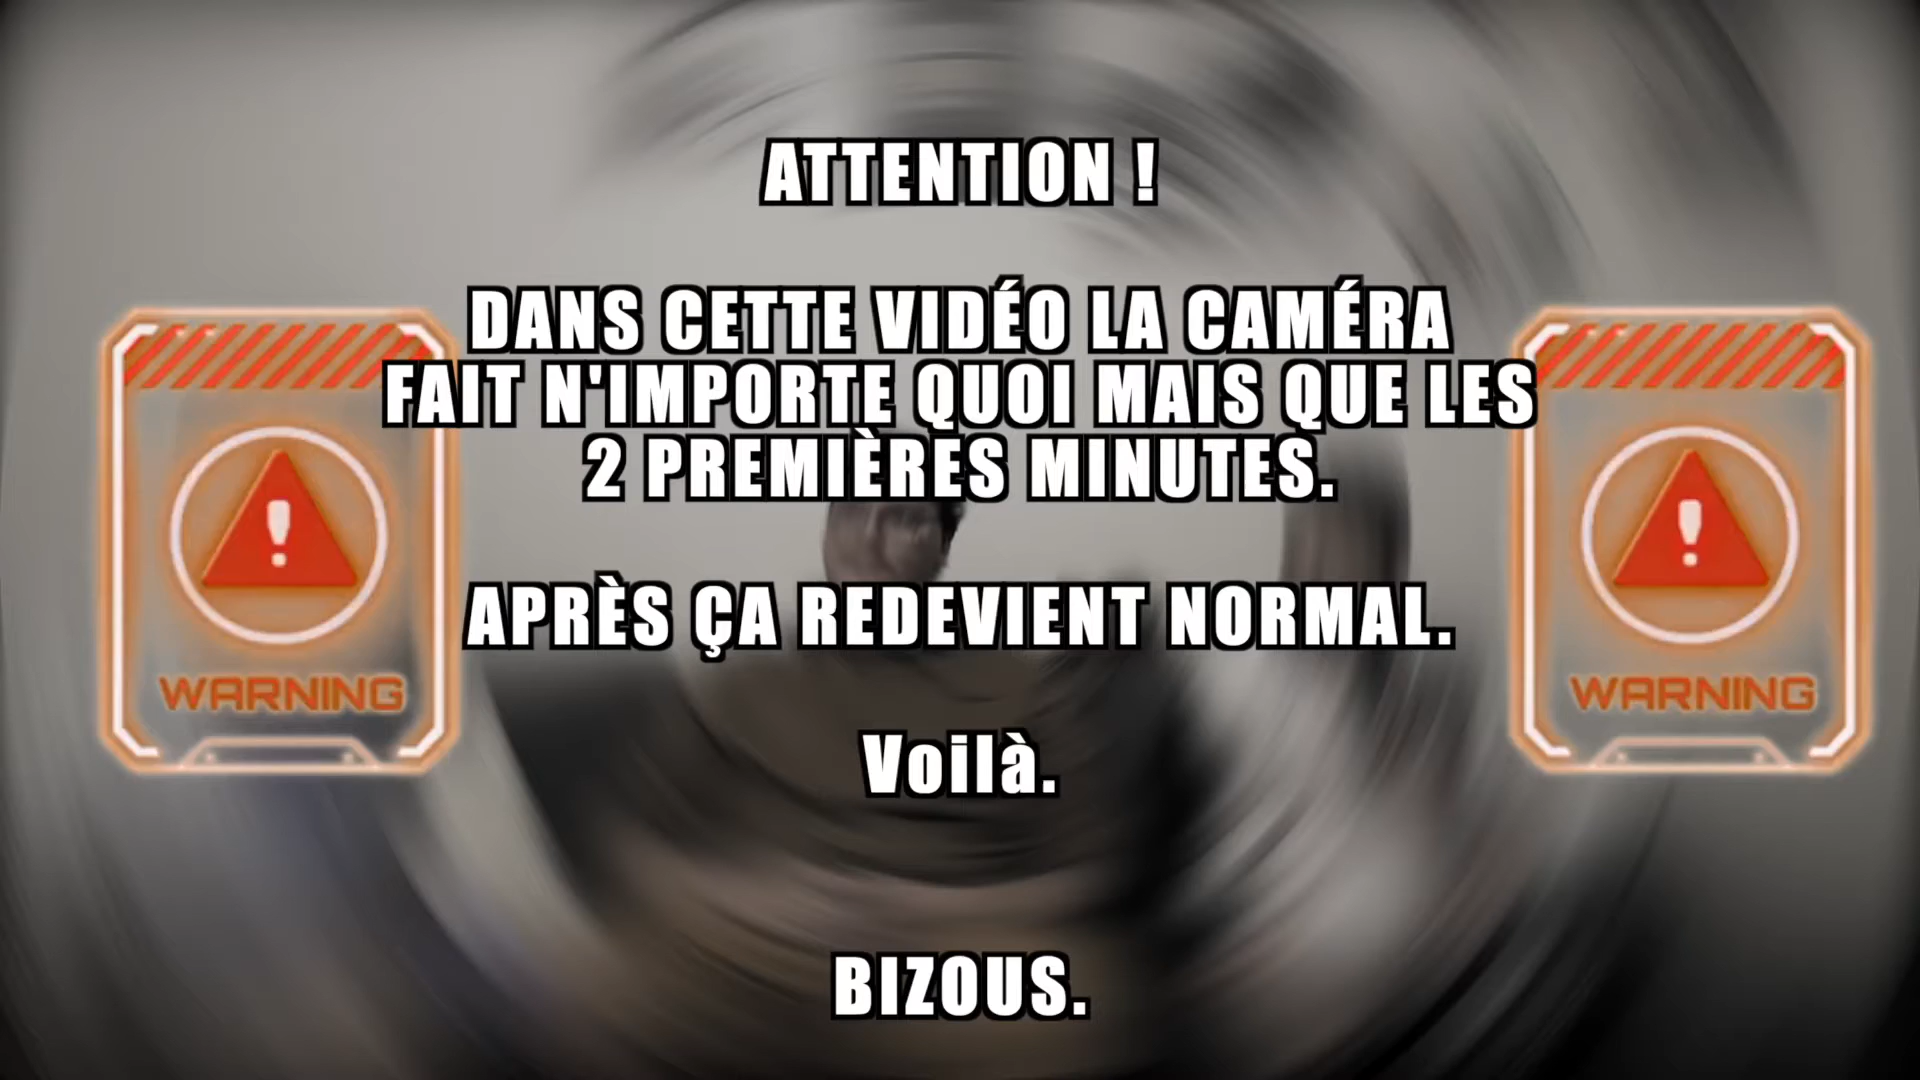 ATTENTION !
DANS CETTE VIDÉO LA CAMÉRA
FAIT N'IMPORTE QUOI MAIS QUE LES
2 PREMIÈRES MINUTES.
APRÈS ÇA REDEVIENT NORMAL.
WARNING
WARNING
Voilà.
BIZOUS.